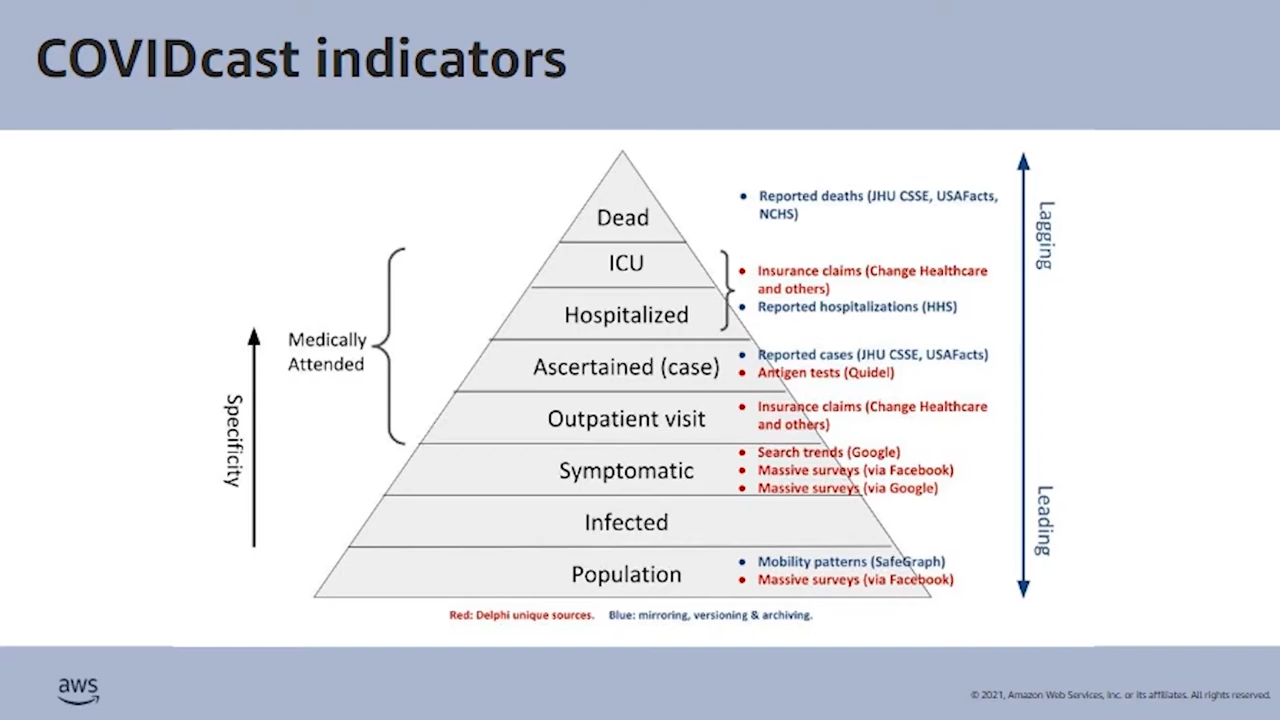 COVIDcast indicators
Dead
ICU
Hospitalized
Ascertained (case)
Outpatient visit
Symptomatic
Infected
Population
Medically
Attended
Specificity
• Reported deaths (JHU CSSE, USAFacts,
NCHS)
• Insurance claims (Change Healthcare
and others)
• Reported hospitalizations (HHS)
• Reported cases (JHU CSSE, USAFacts)
• Antigen tests (Quidel)
• Insurance claims (Change Healthcare
and others)
• Search trends (Google)
• Massive surveys (via Facebook)
• Massive surveys (via Google)
• Mobility patterns (SafeGraph)
• Massive surveys (via Facebook)
Lagging
Leading
Red: Delphi unique sources. Blue: mirroring, versioning & archiving.
aws
© 2021, Amazon Web Services, Inc. or its affiliates. All rights reserved.